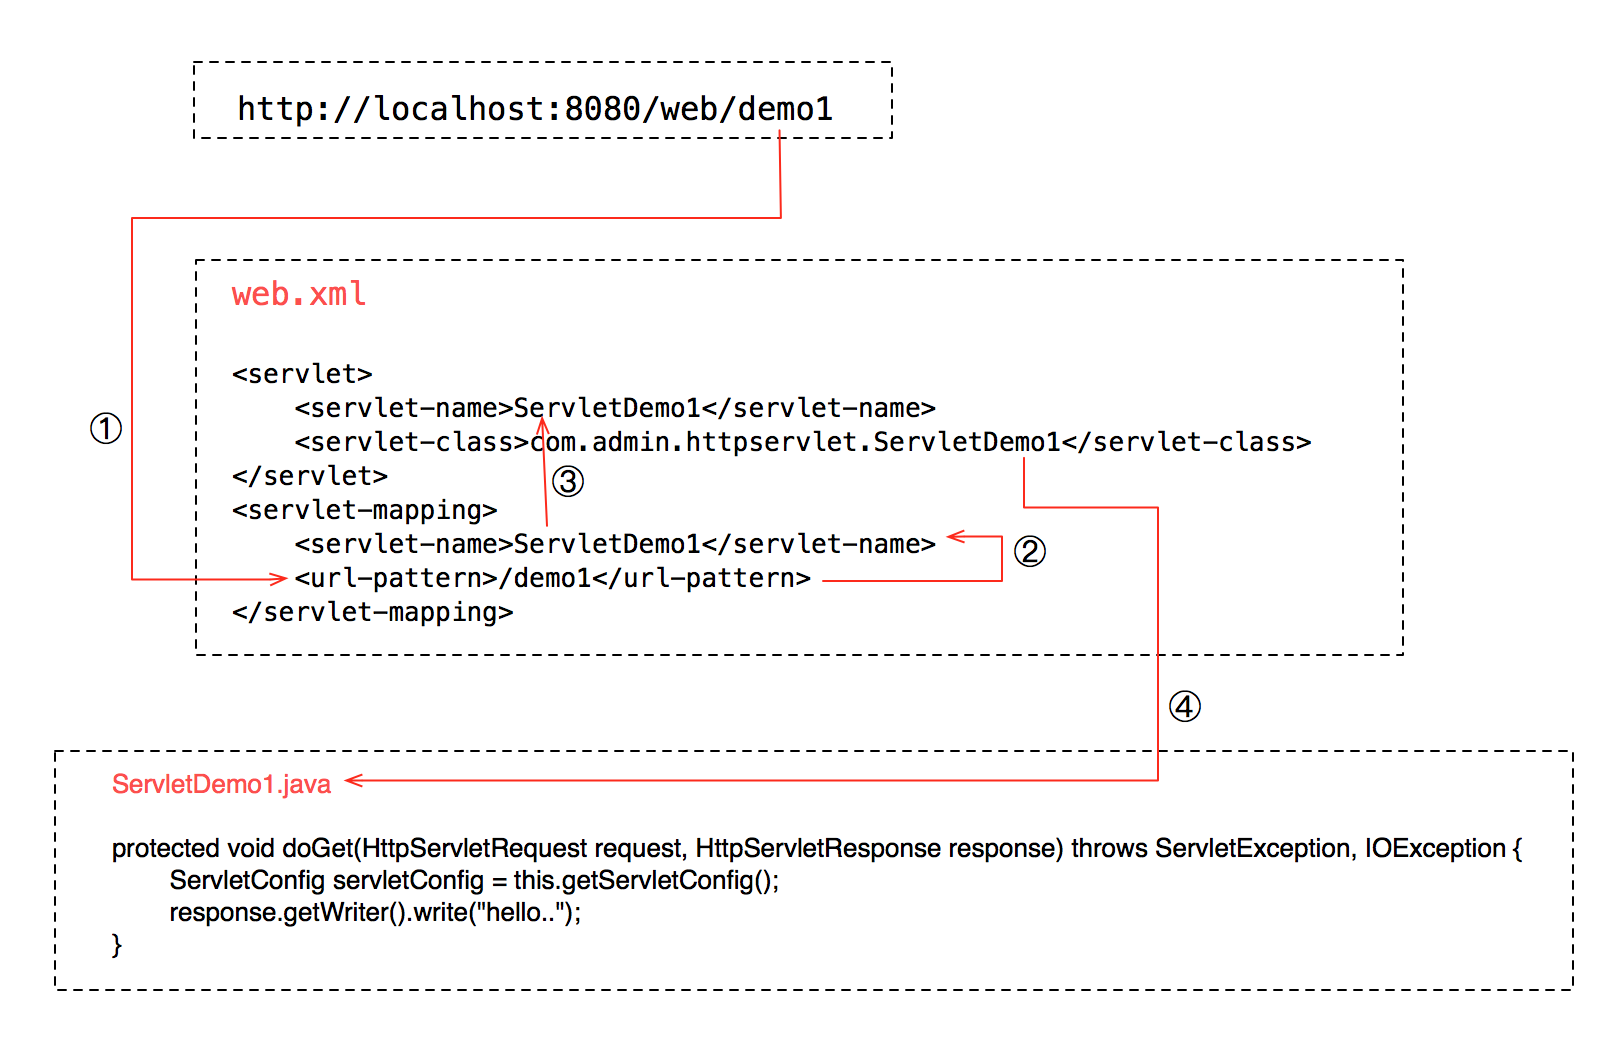 http://localhost:8080/web/demo1
web.xml
<servlet>
<servlet-name>ServletDemo1</servlet-name>
<servlet-class>com.admin.httpservlet.ServletDemo1</servlet-class>
①
</servlet>
③
<servlet-mapping>
<servlet-name>ServletDemo1</servlet-name>
②
<url-pattern>/demo1</url-pattern>
</servlet-mapping>
④
ServletDemo1.java
protected void doGet(HttpServletRequest request, HttpServletResponse response) throws ServletException, IOException {
ServletConfig servletConfig = this.getServletConfig();
response.getWriter().write("hello..");
}